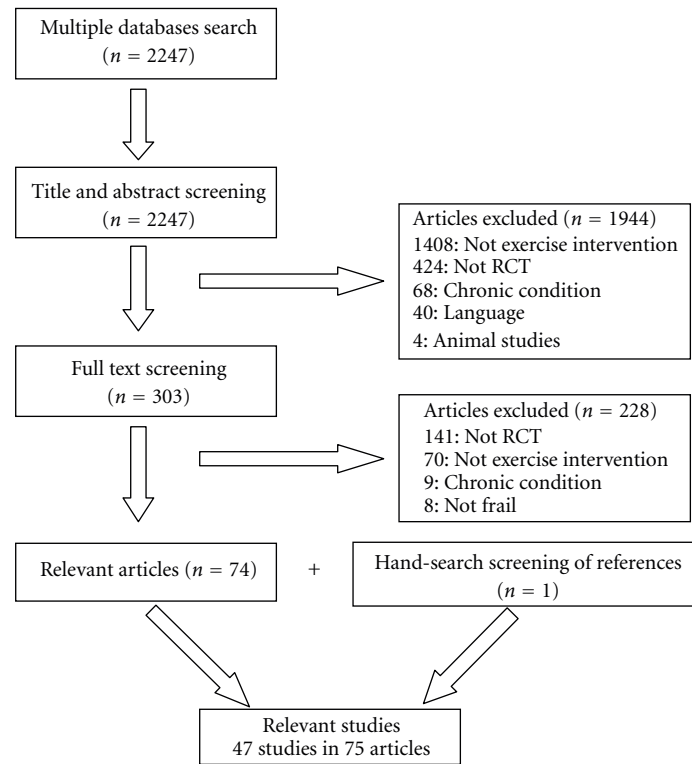 Multiple databases search
(n = 2247)
Title and abstract screening
(n = 2247)
Articles excluded (n = 1944)
1408: Not exercise intervention
424: Not RCT
68: Chronic condition
40: Language
4: Animal studies
Full text screening
(n = 303)
Articles excluded (n = 228)
141: Not RCT
70: Not exercise intervention
9: Chronic condition
8: Not frail
Relevant articles (n = 74)
+
Hand-search screening of references
(n = 1)
Relevant studies
47 studies in 75 articles